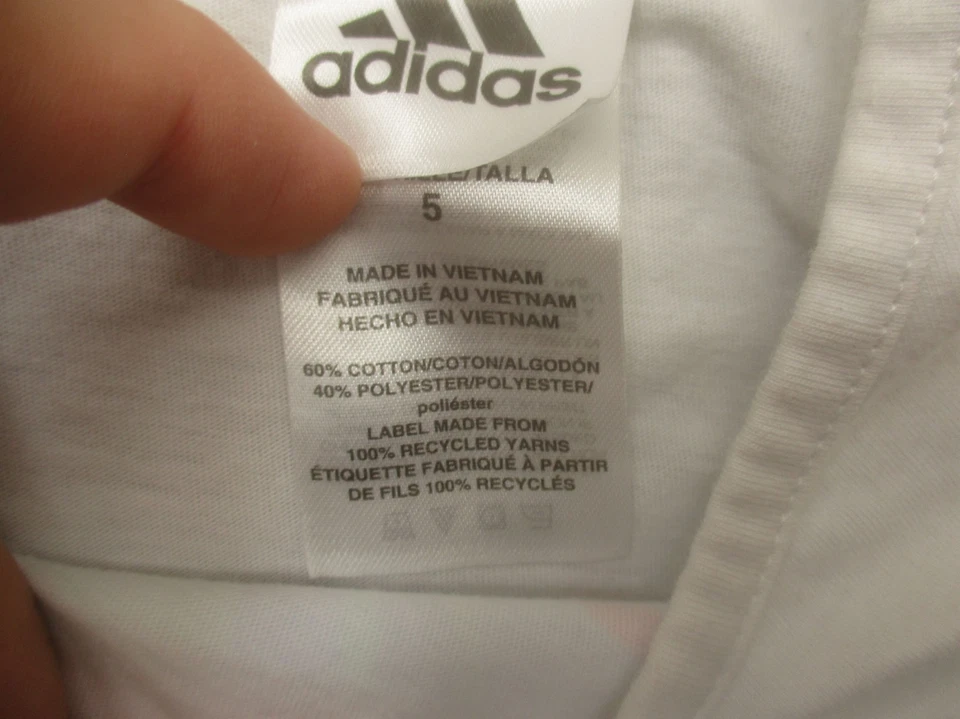 adidas
/TALLA
5
MADE IN VIETNAM
FABRIQUÉ AU VIETNAM
HECHO EN VIETNAM
60% COTTON/COTON/ALGODÓN
40% POLYESTER/POLYESTER/
poliéster
LABEL MADE FROM
100% RECYCLED YARNS
ÉTIQUETTE FABRIQUÉ À PARTIR
DE FILS 100% RECYCLÉS